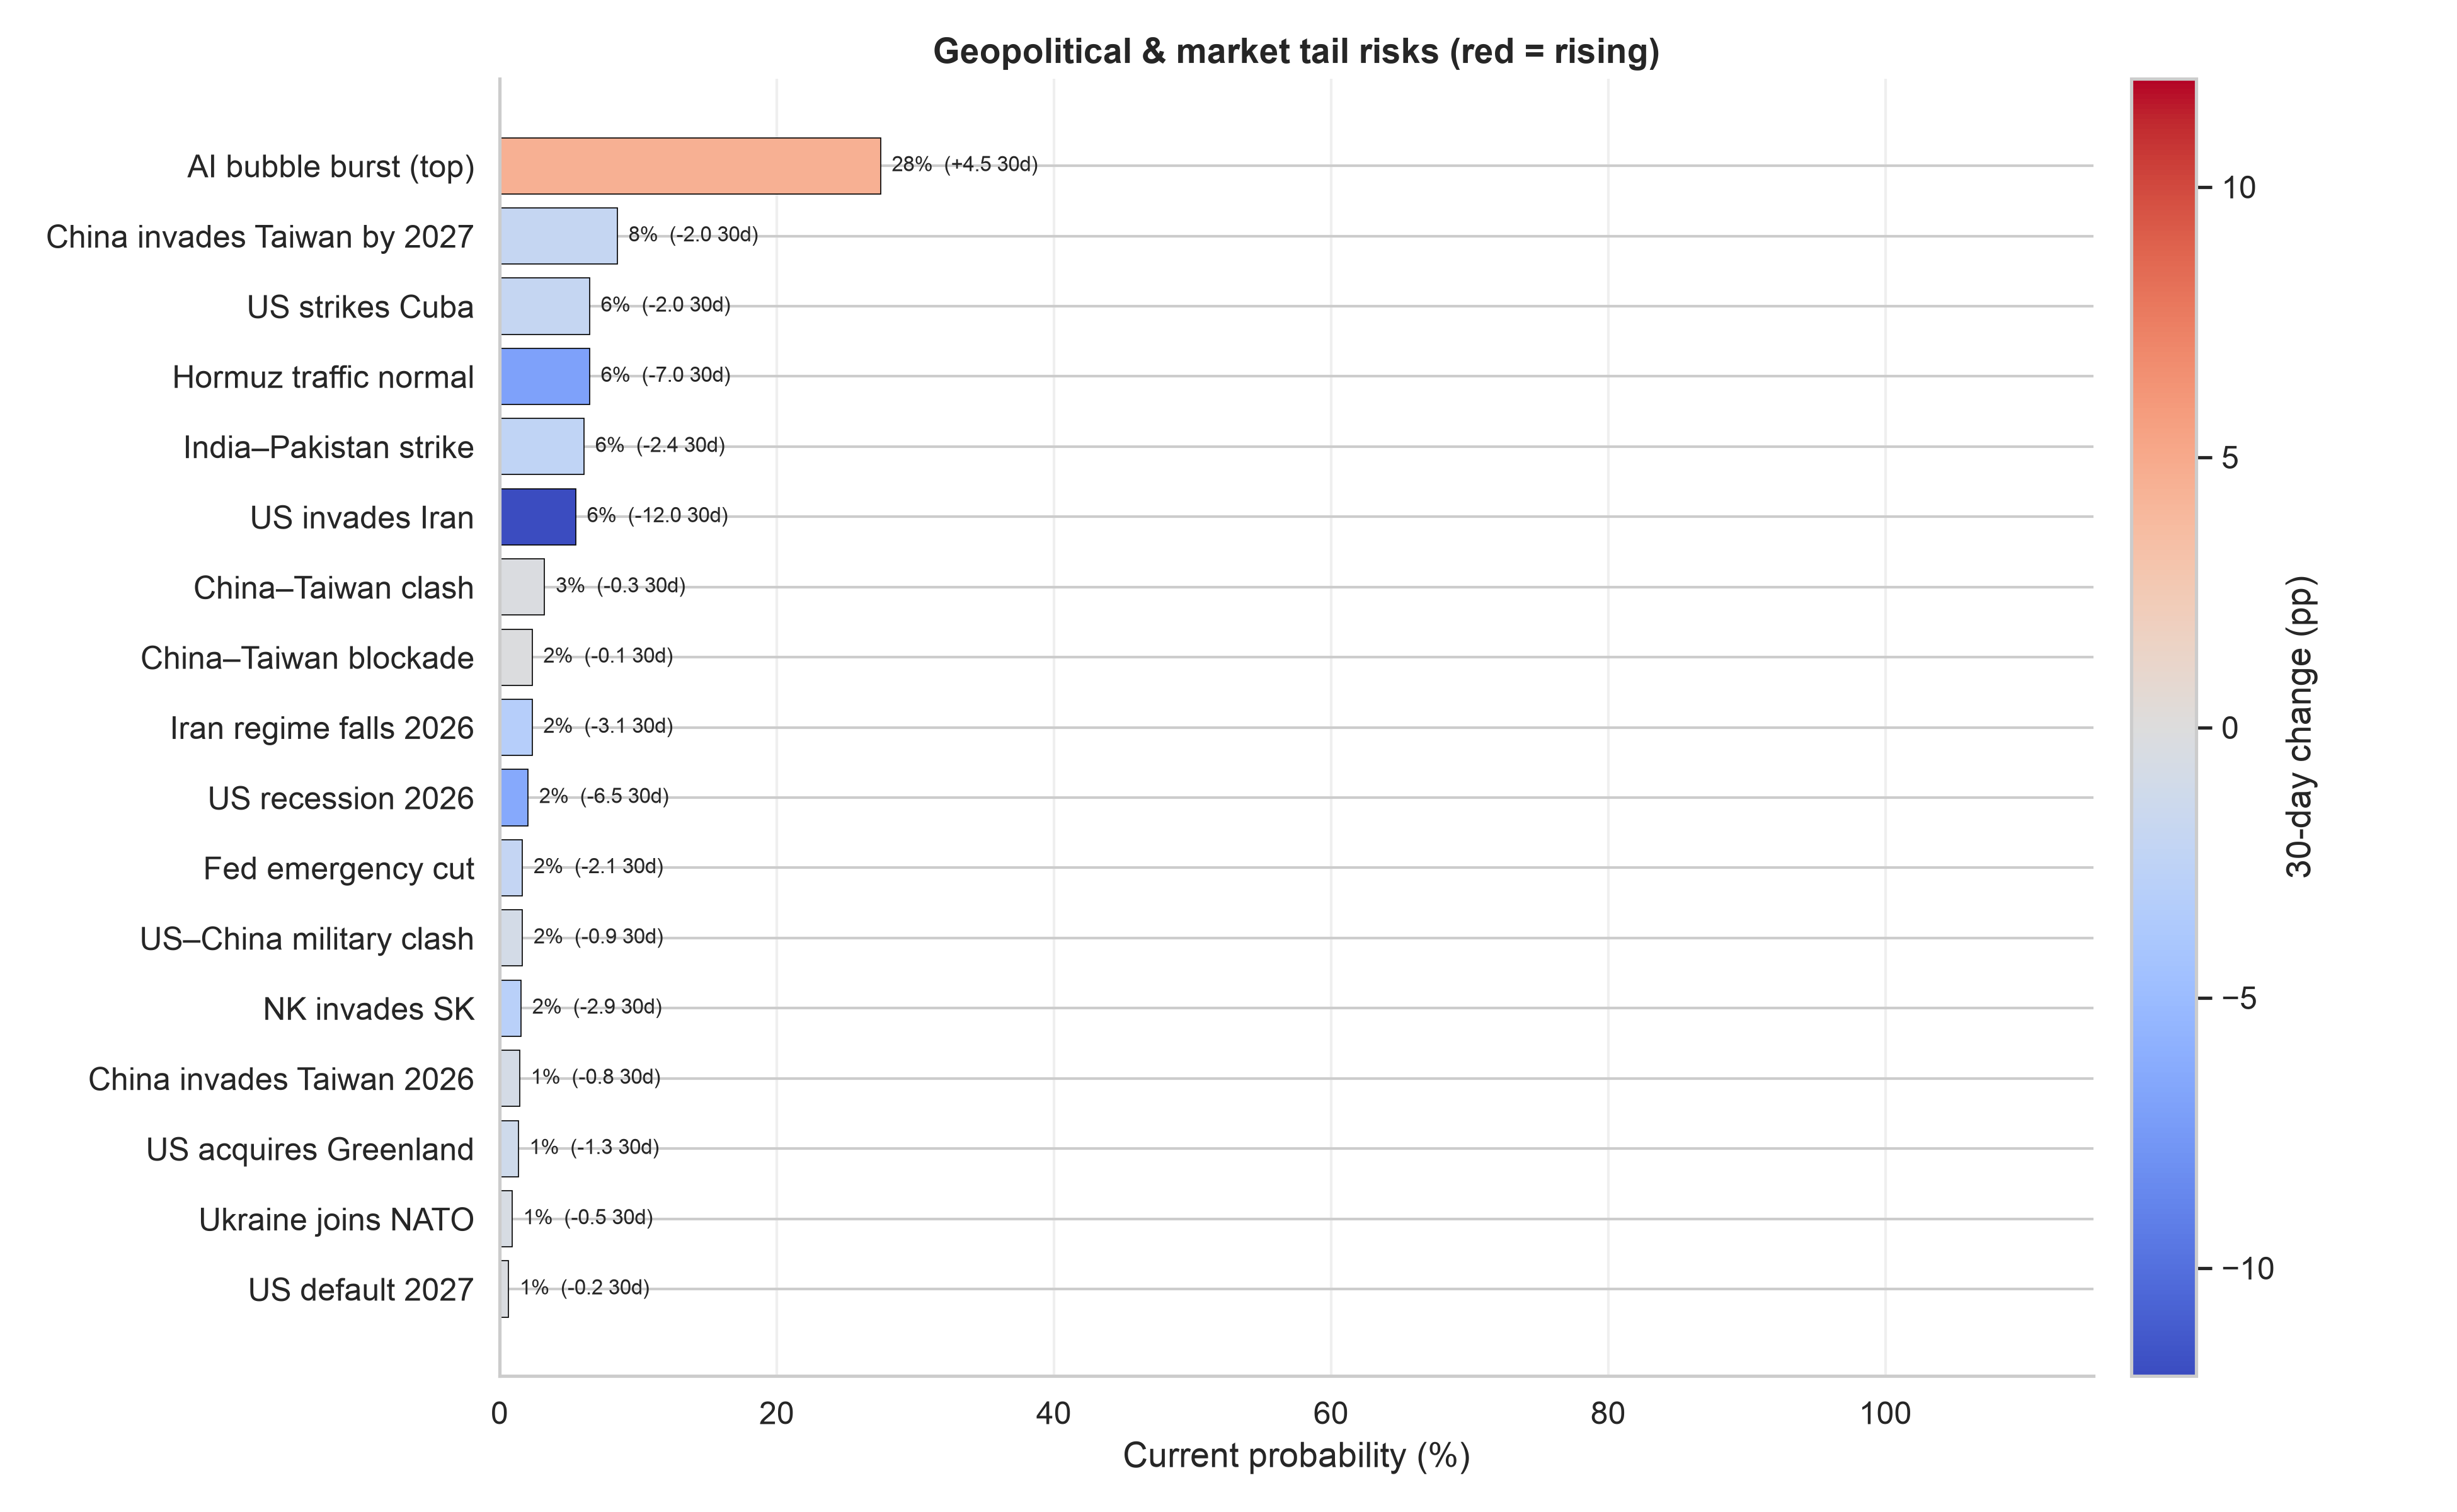 Geopolitical & market tail risks (red = rising)
AI bubble burst (top) 28% (+4.5 30d)
China invades Taiwan by 2027 8% (-2.0 30d)
US strikes Cuba 6% (-2.0 30d)
Hormuz traffic normal 6% (-7.0 30d)
India–Pakistan strike 6% (-2.4 30d)
US invades Iran 6% (-12.0 30d)
China–Taiwan clash 3% (-0.3 30d)
China–Taiwan blockade 2% (-0.1 30d)
Iran regime falls 2026 2% (-3.1 30d)
US recession 2026 2% (-6.5 30d)
Fed emergency cut 2% (-2.1 30d)
US–China military clash 2% (-0.9 30d)
NK invades SK 2% (-2.9 30d)
China invades Taiwan 2026 1% (-0.8 30d)
US acquires Greenland 1% (-1.3 30d)
Ukraine joins NATO 1% (-0.5 30d)
US default 2027 1% (-0.2 30d)
0 20 40 60 80 100
Current probability (%)
10
5
0
−5
−10
30-day change (pp)